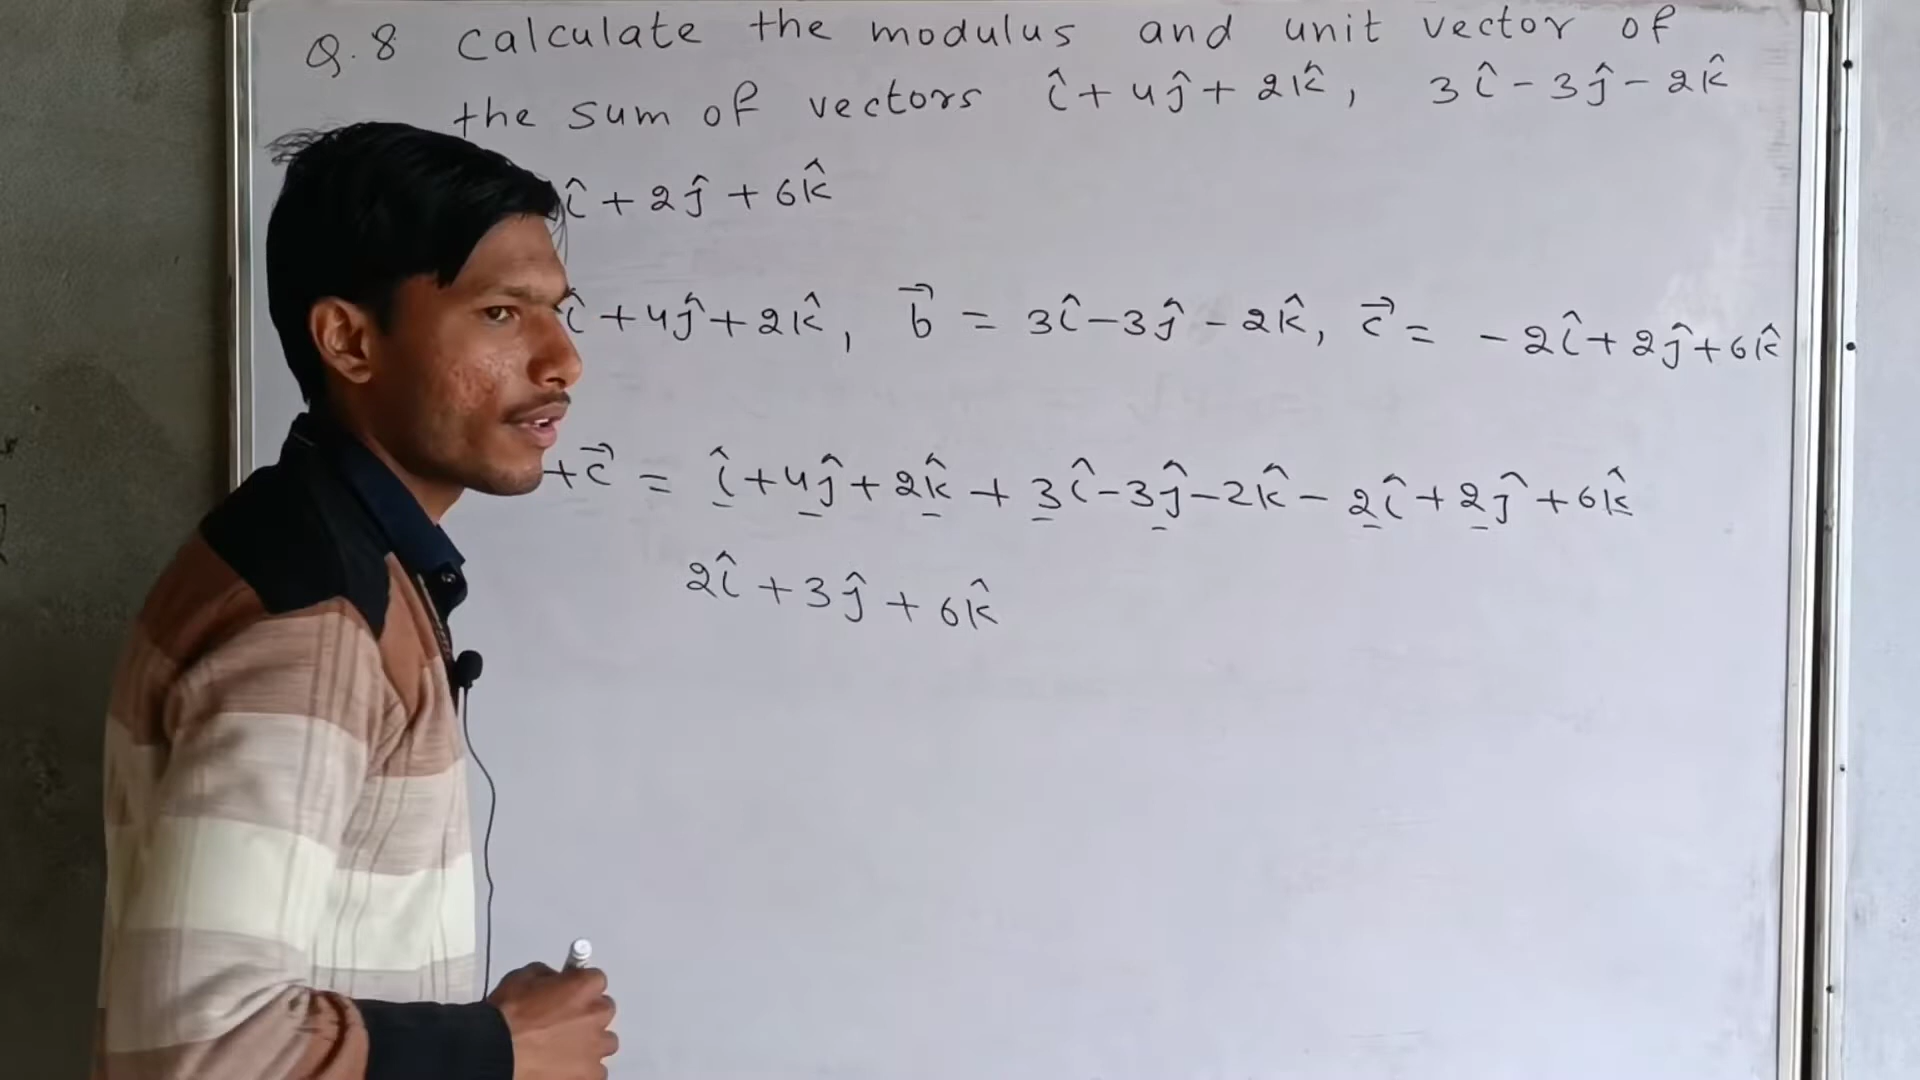 Q.8 Calculate the modulus and unit vector of
the sum of vectors î + 4ĵ + 2k̂, 3î - 3ĵ - 2k̂
î + 2ĵ + 6k̂
î + 4ĵ + 2k̂, b⃗ = 3î - 3ĵ - 2k̂, c⃗ = - 2î + 2ĵ + 6k̂
+ c⃗ = î + 4ĵ + 2k̂ + 3î - 3ĵ - 2k̂ - 2î + 2ĵ + 6k̂
2î + 3ĵ + 6k̂